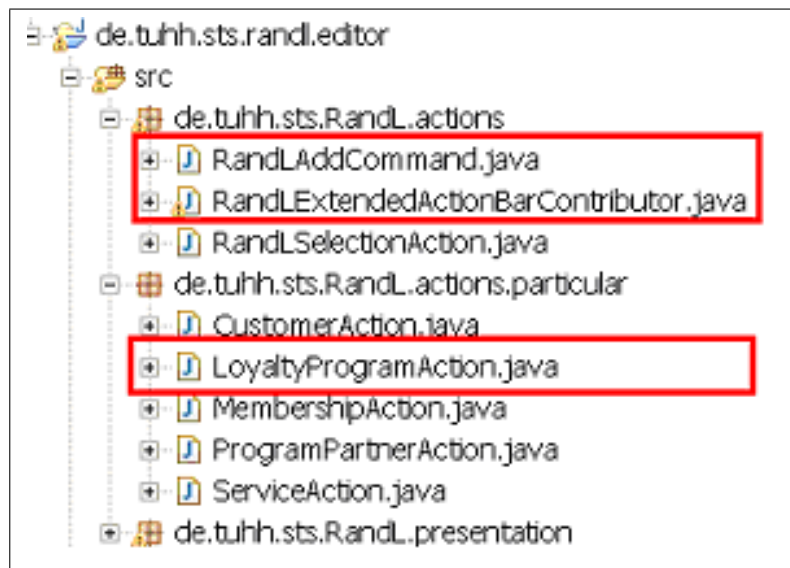 de.tuhh.sts.randl.editor
src
de.tuhh.sts.RandL.actions
RandLAddCommand.java
RandLExtendedActionBarContributor.java
RandLSelectionAction.java
de.tuhh.sts.RandL.actions.particular
CustomerAction.java
LoyaltyProgramAction.java
MembershipAction.java
ProgramPartnerAction.java
ServiceAction.java
de.tuhh.sts.RandL.presentation